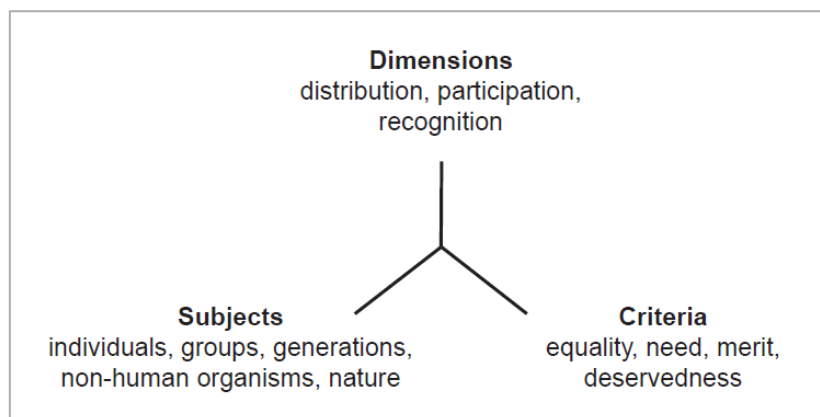 Dimensions
distribution, participation,
recognition
Subjects
individuals, groups, generations,
non-human organisms, nature
Criteria
equality, need, merit,
deservedness